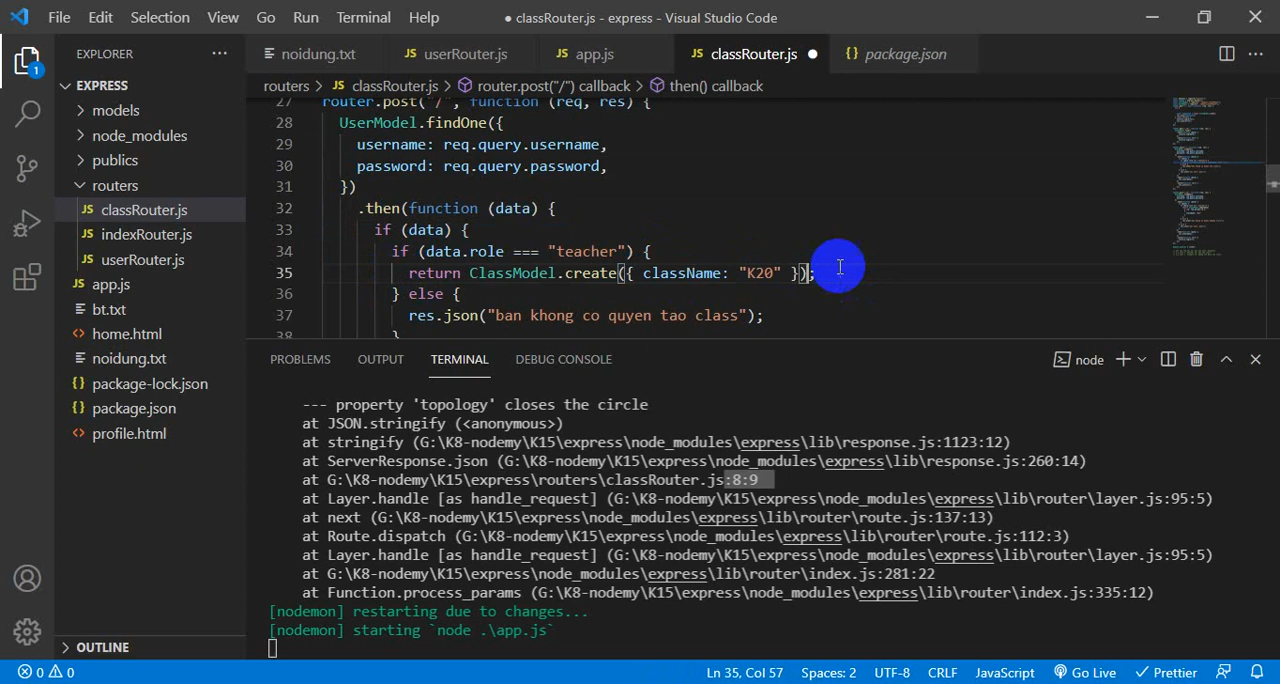 File Edit Selection View Go Run Terminal Help ● classRouter.js - express - Visual Studio Code
EXPLORER ...
noidung.txt JS userRouter.js JS app.js JS classRouter.js ● {} package.json
EXPRESS
routers > JS classRouter.js > router.post("/") callback > then() callback
models
node_modules
publics
routers
JS classRouter.js
JS indexRouter.js
JS userRouter.js
JS app.js
bt.txt
<> home.html
noidung.txt
{} package-lock.json
{} package.json
<> profile.html
OUTLINE
1
27 router.post("/", function (req, res) {
28 UserModel.findOne({
29 username: req.query.username,
30 password: req.query.password,
31 })
32 .then(function (data) {
33 if (data) {
34 if (data.role === "teacher") {
35 return ClassModel.create({ className: "K20" });
36 } else {
37 res.json("ban khong co quyen tao class");
38 }
PROBLEMS OUTPUT TERMINAL DEBUG CONSOLE node
--- property 'topology' closes the circle
at JSON.stringify (<anonymous>)
at stringify (G:\K8-nodemy\K15\express\node_modules\express\lib\response.js:1123:12)
at ServerResponse.json (G:\K8-nodemy\K15\express\node_modules\express\lib\response.js:260:14)
at G:\K8-nodemy\K15\express\routers\classRouter.js:8:9
at Layer.handle [as handle_request] (G:\K8-nodemy\K15\express\node_modules\express\lib\router\layer.js:95:5)
at next (G:\K8-nodemy\K15\express\node_modules\express\lib\router\route.js:137:13)
at Route.dispatch (G:\K8-nodemy\K15\express\node_modules\express\lib\router\route.js:112:3)
at Layer.handle [as handle_request] (G:\K8-nodemy\K15\express\node_modules\express\lib\router\layer.js:95:5)
at G:\K8-nodemy\K15\express\node_modules\express\lib\router\index.js:281:22
at Function.process_params (G:\K8-nodemy\K15\express\node_modules\express\lib\router\index.js:335:12)
[nodemon] restarting due to changes...
[nodemon] starting `node .\app.js`
0 0 Ln 35, Col 57 Spaces: 2 UTF-8 CRLF JavaScript Go Live Prettier